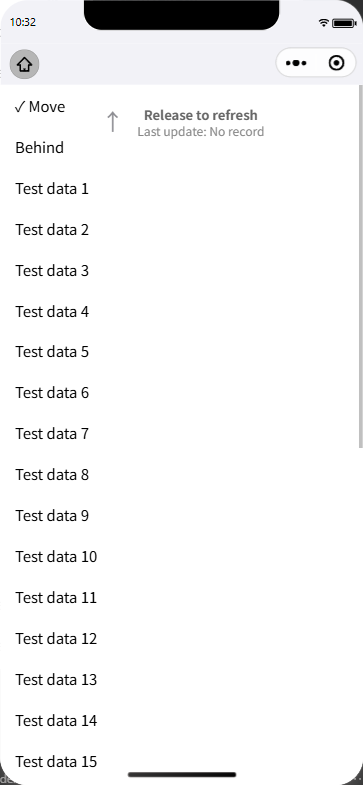 10:32
✓ Move
Release to refresh
Last update: No record
Behind
Test data 1
Test data 2
Test data 3
Test data 4
Test data 5
Test data 6
Test data 7
Test data 8
Test data 9
Test data 10
Test data 11
Test data 12
Test data 13
Test data 14
Test data 15